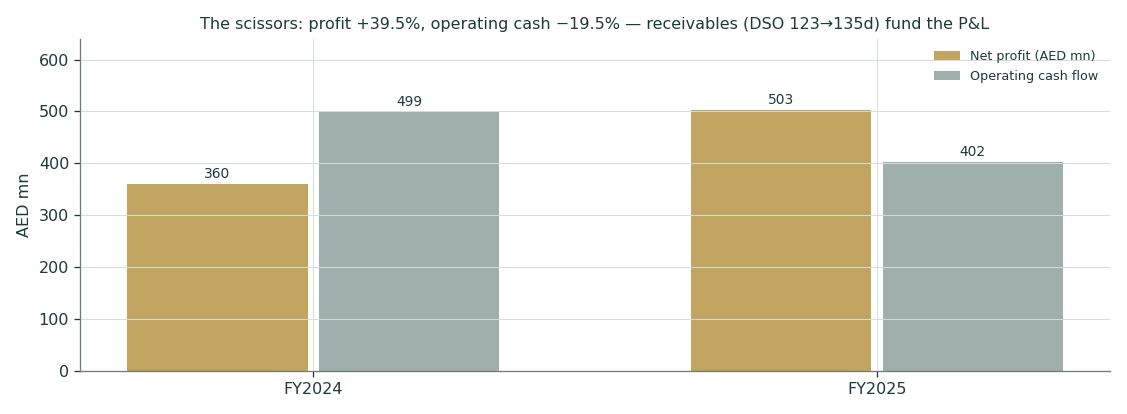 The scissors: profit +39.5%, operating cash −19.5% — receivables (DSO 123→135d) fund the P&L
Net profit (AED mn)
Operating cash flow
AED mn
600
500
400
300
200
100
0
360
499
503
402
FY2024
FY2025